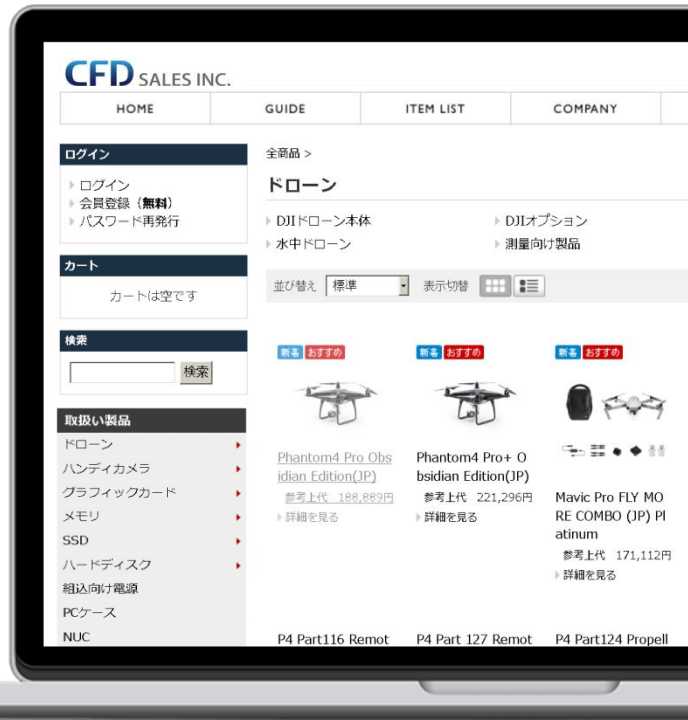 CFD SALES INC.
HOME
GUIDE
ITEM LIST
COMPANY
ログイン
ログイン
会員登録（無料）
パスワード再発行
カート
カートは空です
検索
検索
取扱い製品
ドローン
ハンディカメラ
グラフィックカード
メモリ
SSD
ハードディスク
組込向け電源
PCケース
NUC
全商品 >
ドローン
DJIドローン本体
DJIオプション
水中ドローン
測量向け製品
並び替え 標準 表示切替
新着 おすすめ
Phantom4 Pro Obs
idian Edition(JP)
参考上代 188,889円
詳細を見る
新着 おすすめ
Phantom4 Pro+ O
bsidian Edition(JP)
参考上代 221,296円
詳細を見る
新着 おすすめ
Mavic Pro FLY MO
RE COMBO (JP) Pl
atinum
参考上代 171,112円
詳細を見る
P4 Part116 Remot
P4 Part 127 Remot
P4 Part124 Propell